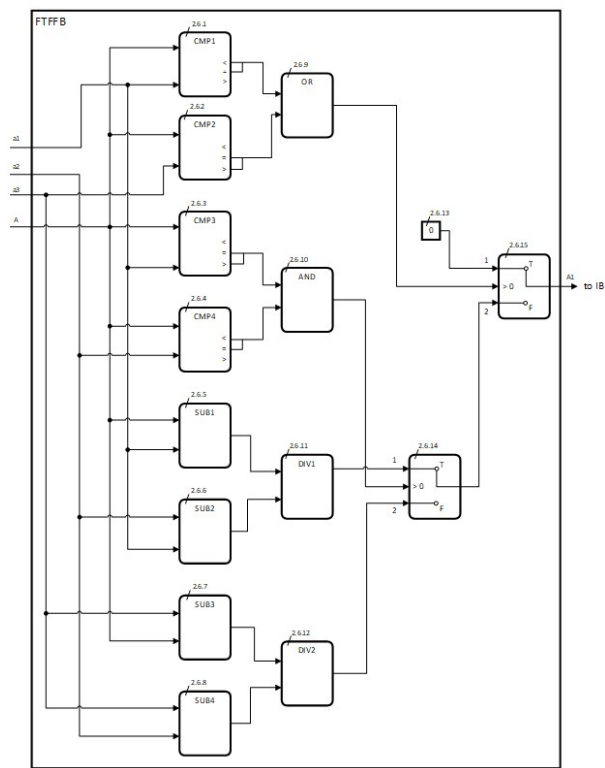 FTFFB
2.6.1
CMP1
<
=
>
2.6.2
CMP2
<
=
>
2.6.9
OR
a1
a2
a3
A
2.6.3
CMP3
<
=
>
2.6.4
CMP4
<
=
>
2.6.10
AND
2.6.13
0
2.6.15
1
T
> 0
2
F
A1
to IB
2.6.5
SUB1
2.6.6
SUB2
2.6.11
DIV1
2.6.14
1
T
> 0
2
F
2.6.7
SUB3
2.6.8
SUB4
2.6.12
DIV2